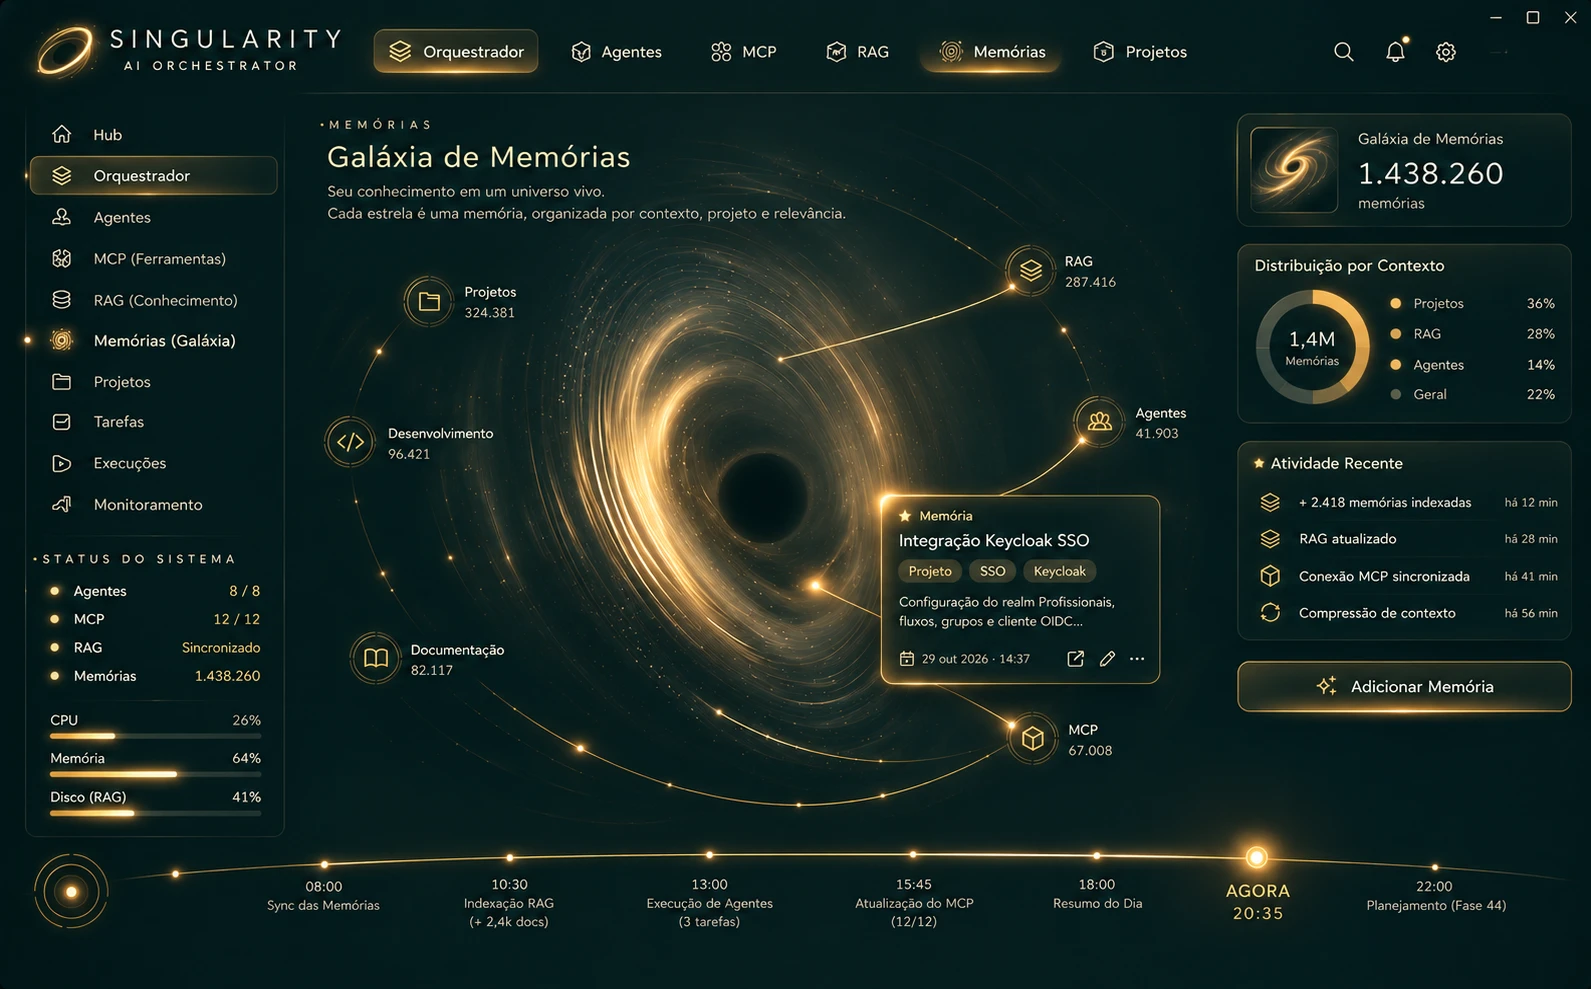 SINGULARITY
AI ORCHESTRATOR
Orquestrador
Agentes
MCP
RAG
Memórias
Projetos
Hub
Orquestrador
Agentes
MCP (Ferramentas)
RAG (Conhecimento)
Memórias (Galáxia)
Projetos
Tarefas
Execuções
Monitoramento
STATUS DO SISTEMA
Agentes 8 / 8
MCP 12 / 12
RAG Sincronizado
Memórias 1.438.260
CPU 26%
Memória 64%
Disco (RAG) 41%
MEMÓRIAS
Galáxia de Memórias
Seu conhecimento em um universo vivo.
Cada estrela é uma memória, organizada por contexto, projeto e relevância.
Projetos
324.381
Desenvolvimento
96.421
Documentação
82.117
RAG
287.416
Agentes
41.903
Memória
Integração Keycloak SSO
Projeto SSO Keycloak
Configuração do realm Profissionais,
fluxos, grupos e cliente OIDC...
29 out 2026 · 14:37
MCP
67.008
Galáxia de Memórias
1.438.260
memórias
Distribuição por Contexto
1,4M
Memórias
Projetos 36%
RAG 28%
Agentes 14%
Geral 22%
Atividade Recente
+ 2.418 memórias indexadas há 12 min
RAG atualizado há 28 min
Conexão MCP sincronizada há 41 min
Compressão de contexto há 56 min
Adicionar Memória
08:00
Sync das Memórias
10:30
Indexação RAG
(+ 2,4k docs)
13:00
Execução de Agentes
(3 tarefas)
15:45
Atualização do MCP
(12/12)
18:00
Resumo do Dia
AGORA
20:35
22:00
Planejamento (Fase 44)